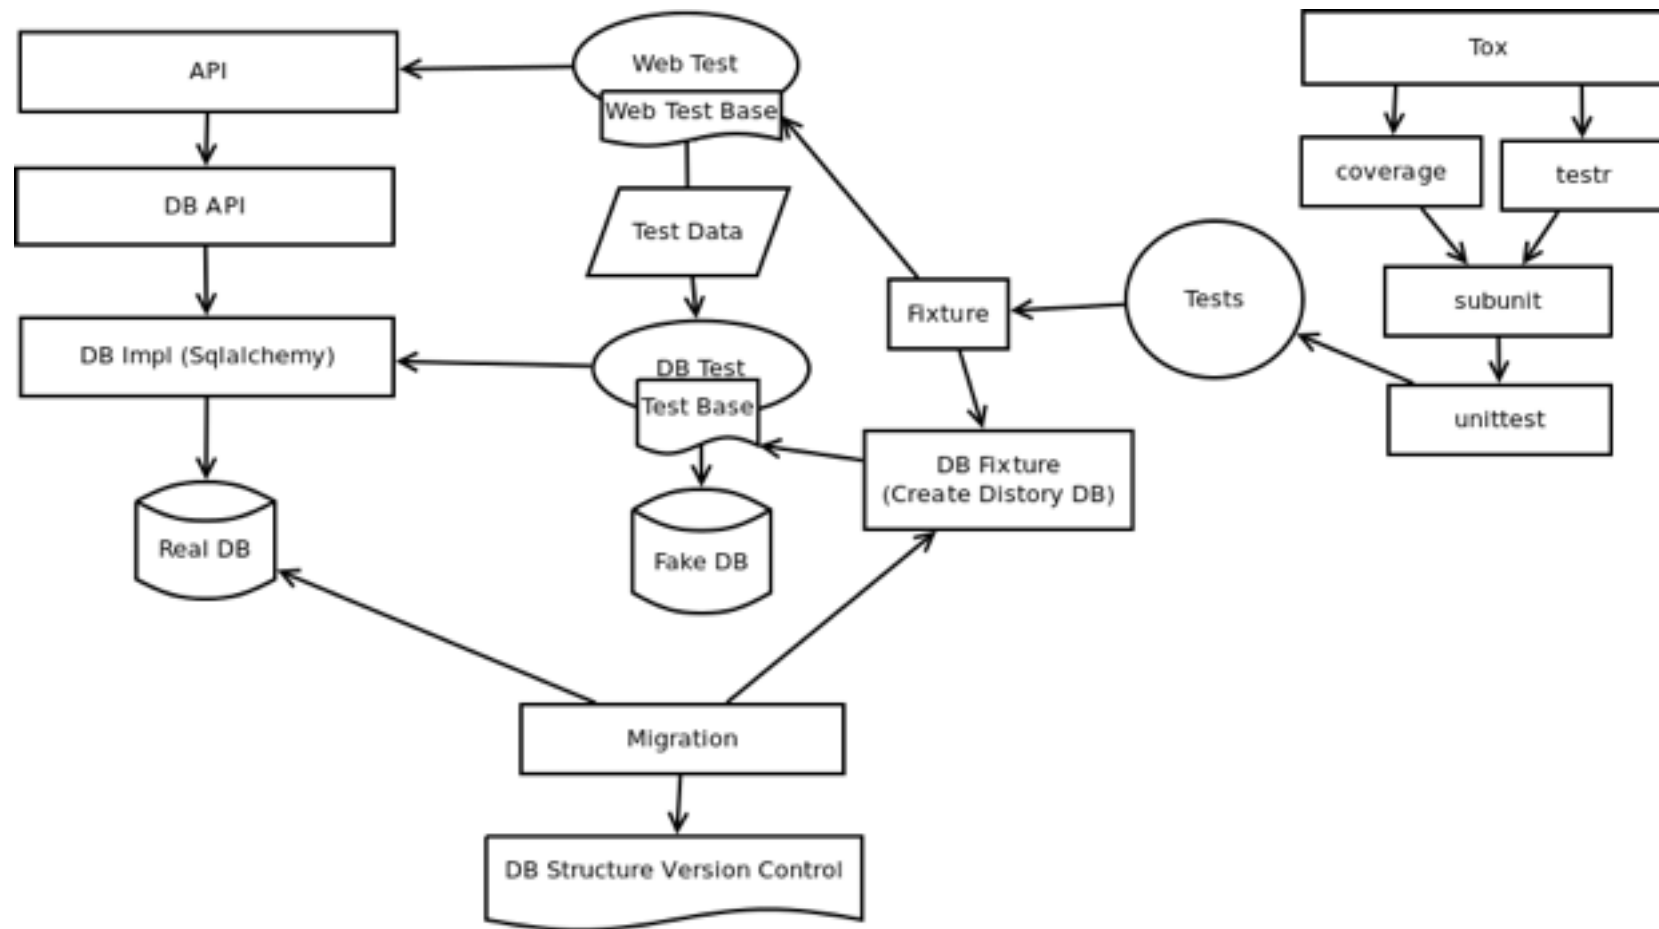 API
Web Test
Web Test Base
Tox
coverage
testr
DB API
Test Data
Tests
subunit
Fixture
DB Impl (Sqlalchemy)
DB Test
Test Base
unittest
DB Fixture
(Create Distory DB)
Real DB
Fake DB
Migration
DB Structure Version Control